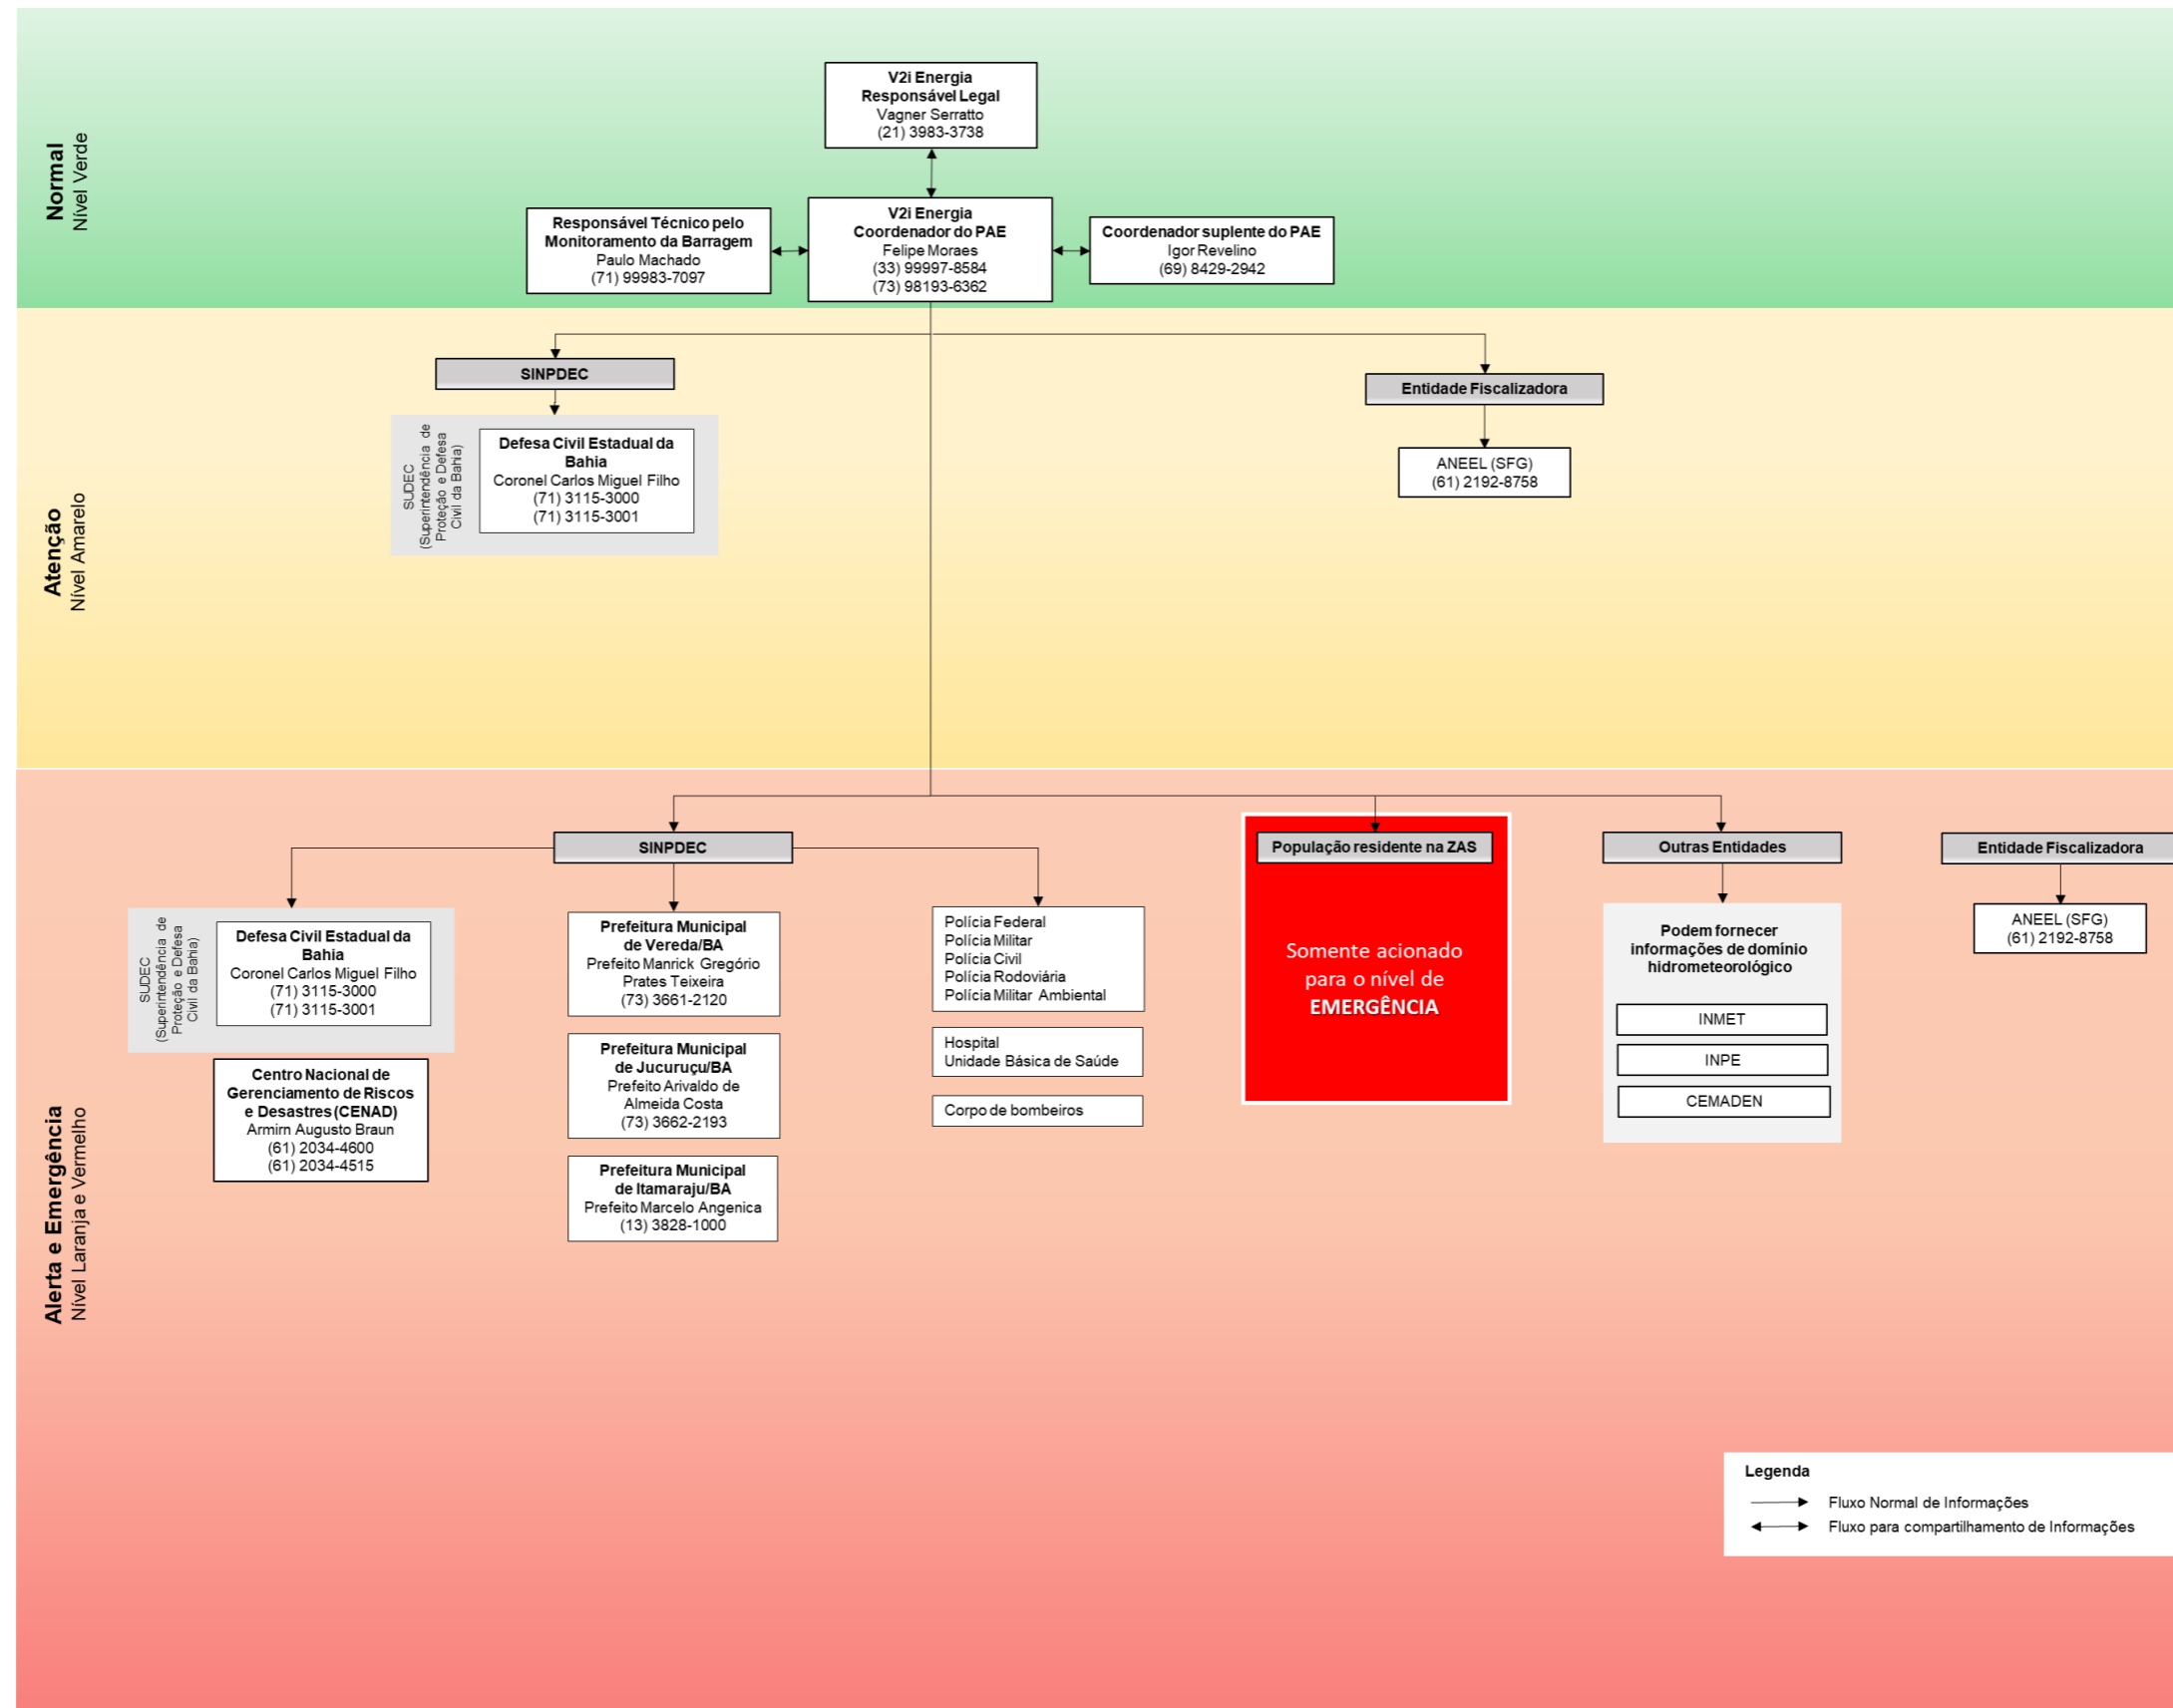 Normal
Nível Verde
V2i Energia
Responsável Legal
Vagner Serratto
(21) 3983-3738
Responsável Técnico pelo
Monitoramento da Barragem
Paulo Machado
(71) 99983-7097
V2i Energia
Coordenador do PAE
Felipe Moraes
(33) 99997-8584
(73) 98193-6362
Coordenador suplente do PAE
Igor Revelino
(69) 8429-2942
Atenção
Nível Amarelo
SINPDEC
SUDEC
(Superintendência de
Proteção e Defesa
Civil da Bahia)
Defesa Civil Estadual da
Bahia
Coronel Carlos Miguel Filho
(71) 3115-3000
(71) 3115-3001
Entidade Fiscalizadora
ANEEL (SFG)
(61) 2192-8758
Alerta e Emergência
Nível Laranja e Vermelho
SINPDEC
SUDEC
(Superintendência de
Proteção e Defesa
Civil da Bahia)
Defesa Civil Estadual da
Bahia
Coronel Carlos Miguel Filho
(71) 3115-3000
(71) 3115-3001
Centro Nacional de
Gerenciamento de Riscos
e Desastres (CENAD)
Armirn Augusto Braun
(61) 2034-4600
(61) 2034-4515
Prefeitura Municipal
de Vereda/BA
Prefeito Manrick Gregório
Prates Teixeira
(73) 3661-2120
Prefeitura Municipal
de Jucuruçu/BA
Prefeito Arivaldo de
Almeida Costa
(73) 3662-2193
Prefeitura Municipal
de Itamaraju/BA
Prefeito Marcelo Angenica
(13) 3828-1000
Polícia Federal
Polícia Militar
Polícia Civil
Polícia Rodoviária
Polícia Militar Ambiental
Hospital
Unidade Básica de Saúde
Corpo de bombeiros
População residente na ZAS
Somente acionado
para o nível de
EMERGÊNCIA
Outras Entidades
Podem fornecer
informações de domínio
hidrometeorológico
INMET
INPE
CEMADEN
Entidade Fiscalizadora
ANEEL (SFG)
(61) 2192-8758
Legenda
Fluxo Normal de Informações
Fluxo para compartilhamento de Informações